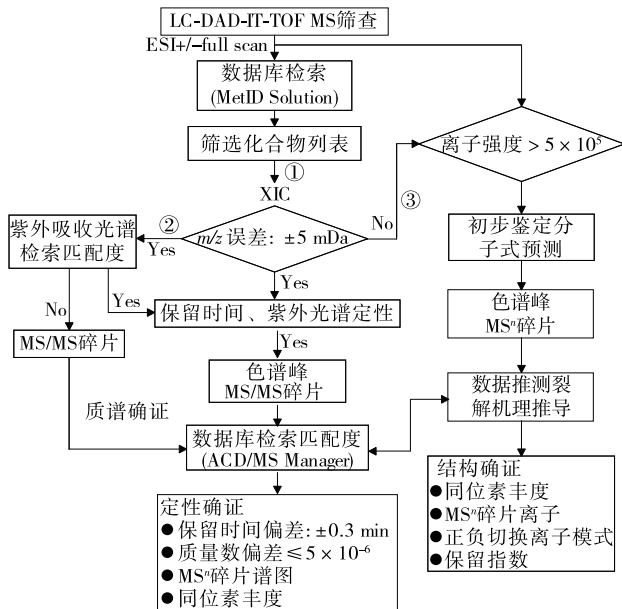 LC-DAD-IT-TOF MS筛查
ESI+/−full scan
数据库检索
(MetID Solution)
筛选化合物列表
①
XIC
离子强度 > 5 × 10⁵
③
No
②
Yes
m/z 误差: ±5 mDa
紫外吸收光谱
检索匹配度
初步鉴定分
子式预测
Yes
No
Yes
保留时间、紫外光谱定性
色谱峰
MSⁿ碎片
MS/MS碎片
Yes
色谱峰
MS/MS碎片
质谱确证
数据推测裂
解机理推导
数据库检索匹配度
(ACD/MS Manager)
定性确证
●保留时间偏差: ±0.3 min
●质量数偏差 ≤ 5 × 10⁻⁶
●MSⁿ碎片谱图
●同位素丰度
结构确证
●同位素丰度
●MSⁿ碎片离子
●正负切换离子模式
●保留指数